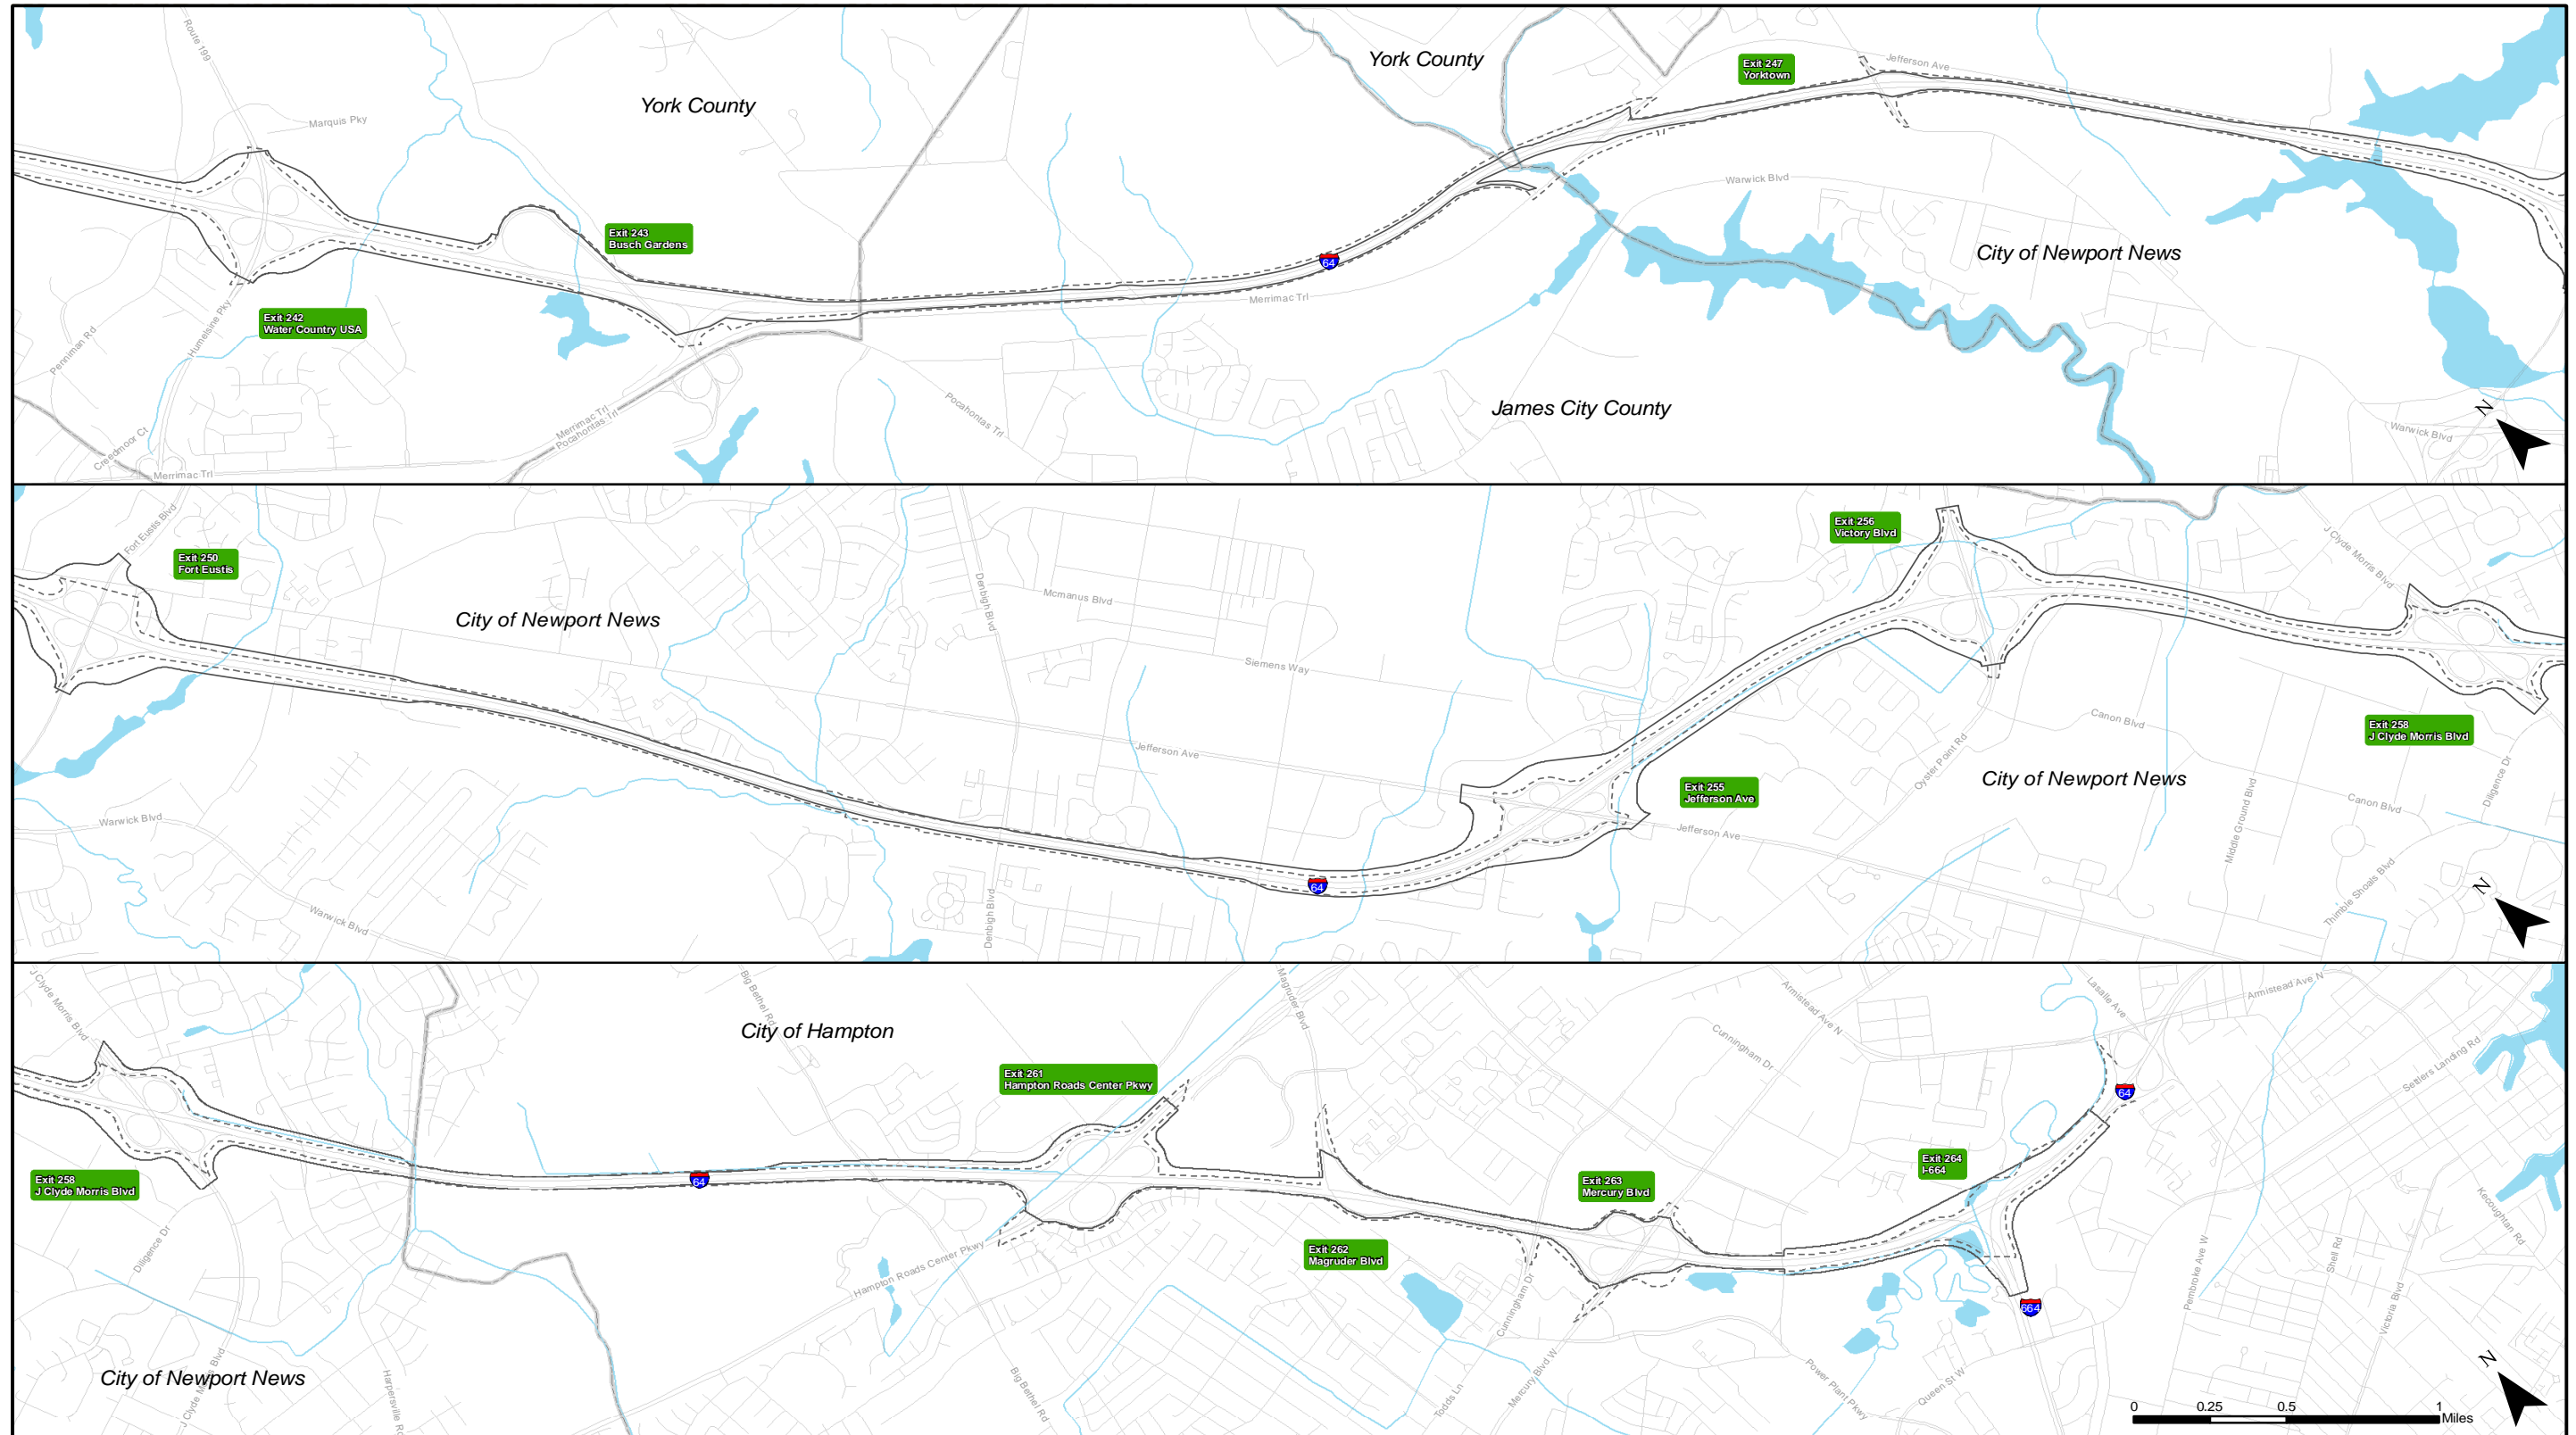 Route 199
Marquis Pky
York County
York County
Exit 247
Yorktown
Jefferson Ave
Exit 243
Busch Gardens
Warwick Blvd
City of Newport News
64
Merrimac Trl
Exit 242
Water Country USA
Humelsine Pky
Penniman Rd
James City County
Merrimac Trl
Pocahontas Trl
Pocahontas Trl
Creedmoor Ct
Merrimac Trl
Warwick Blvd
N
Fort Eustis Blvd
Exit 250
Fort Eustis
City of Newport News
Denbigh Blvd
Mcmanus Blvd
Siemens Way
Exit 256
Victory Blvd
J Clyde Morris Blvd
Jefferson Ave
Canon Blvd
Exit 258
J Clyde Morris Blvd
Oyster Point Rd
City of Newport News
Exit 255
Jefferson Ave
Jefferson Ave
Middle Ground Blvd
Canon Blvd
Diligence Dr
Thimble Shoals Blvd
Warwick Blvd
Warwick Blvd
Denbigh Blvd
64
N
J Clyde Morris Blvd
Big Bethel Rd
City of Hampton
Magruder Blvd
Exit 261
Hampton Roads Center Pkwy
Armistead Ave N
Cunningham Dr
Lasalle Ave
Armistead Ave N
Settlers Landing Rd
64
Exit 258
J Clyde Morris Blvd
64
Exit 263
Mercury Blvd
Exit 264
I-664
Diligence Dr
Hampton Roads Center Pkwy
Exit 262
Magruder Blvd
Cunningham Dr
664
Pembroke Ave W
Shell Rd
Victoria Blvd
Kecoughtan Rd
City of Newport News
J Clyde Morris Blvd
Harpersville Rd
Big Bethel Rd
Todds Ln
Mercury Blvd W
Power Plant Pkwy
Queen St W
N
0 0.25 0.5 1
Miles